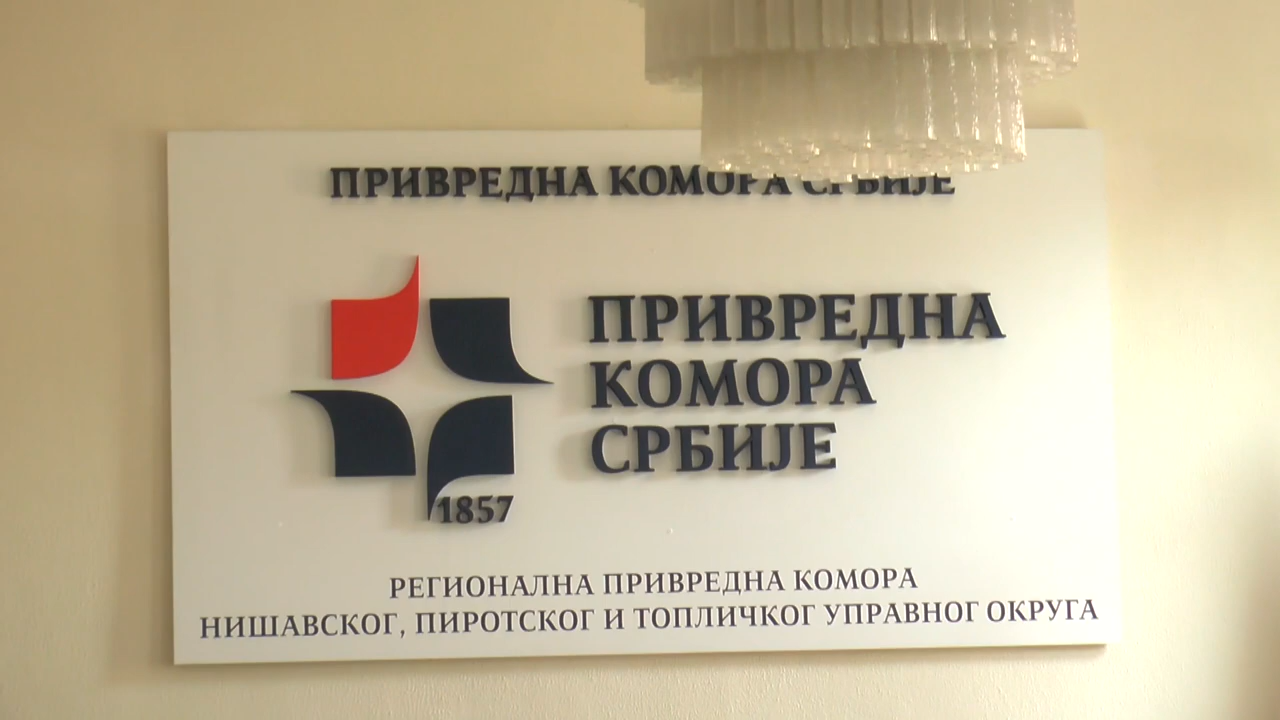 ПРИВРЕДНА КОМОРА СРБИЈЕ
ПРИВРЕДНА
КОМОРА
СРБИЈЕ
1857
РЕГИОНАЛНА ПРИВРЕДНА КОМОРА
НИШАВСКОГ, ПИРОТСКОГ И ТОПЛИЧКОГ УПРАВНОГ ОКРУГА